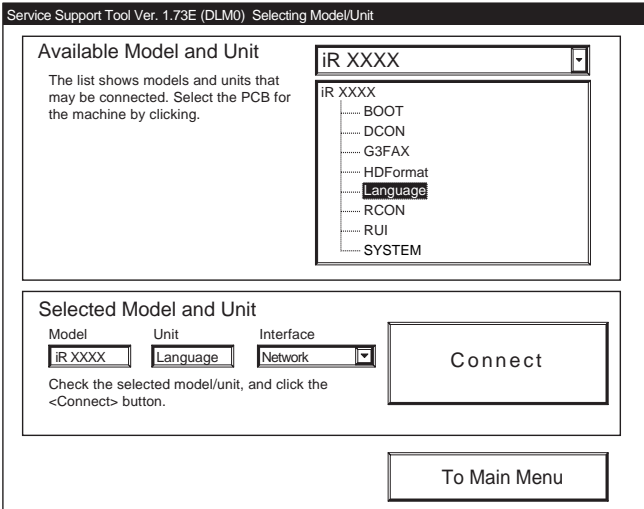 Service Support Tool Ver. 1.73E (DLM0)  Selecting Model/Unit
Available Model and Unit
The list shows models and units that
may be connected. Select the PCB for
the machine by clicking.
iR XXXX
iR XXXX
BOOT
DCON
G3FAX
HDFormat
Language
RCON
RUI
SYSTEM
Selected Model and Unit
Model Unit Interface
iR XXXX Language Network
Check the selected model/unit, and click the
<Connect> button.
Connect
To Main Menu